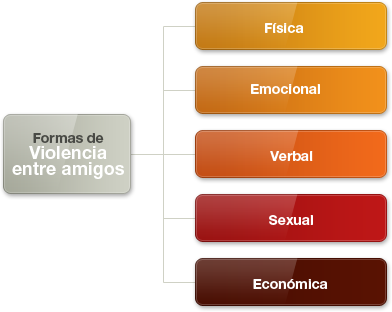 Formas de
Violencia
entre amigos
Física
Emocional
Verbal
Sexual
Económica